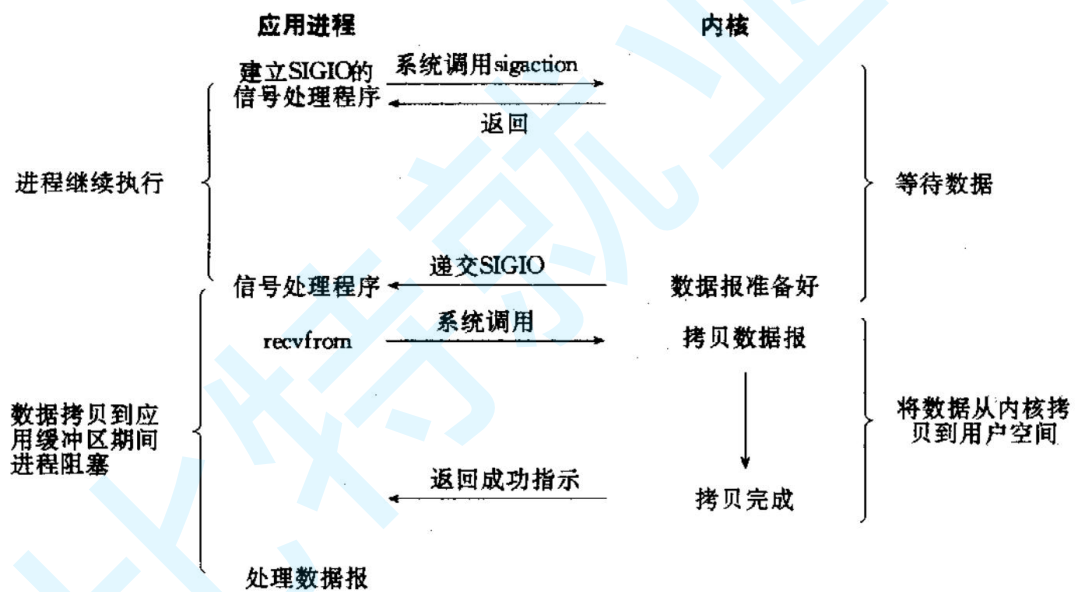 应用进程
内核
建立SIGIO的
信号处理程序
系统调用sigaction
返回
进程继续执行
等待数据
信号处理程序
递交SIGIO
数据报准备好
recvfrom
系统调用
拷贝数据报
数据拷贝到应
用缓冲区期间
进程阻塞
将数据从内核拷
贝到用户空间
返回成功指示
拷贝完成
处理数据报
比特就业